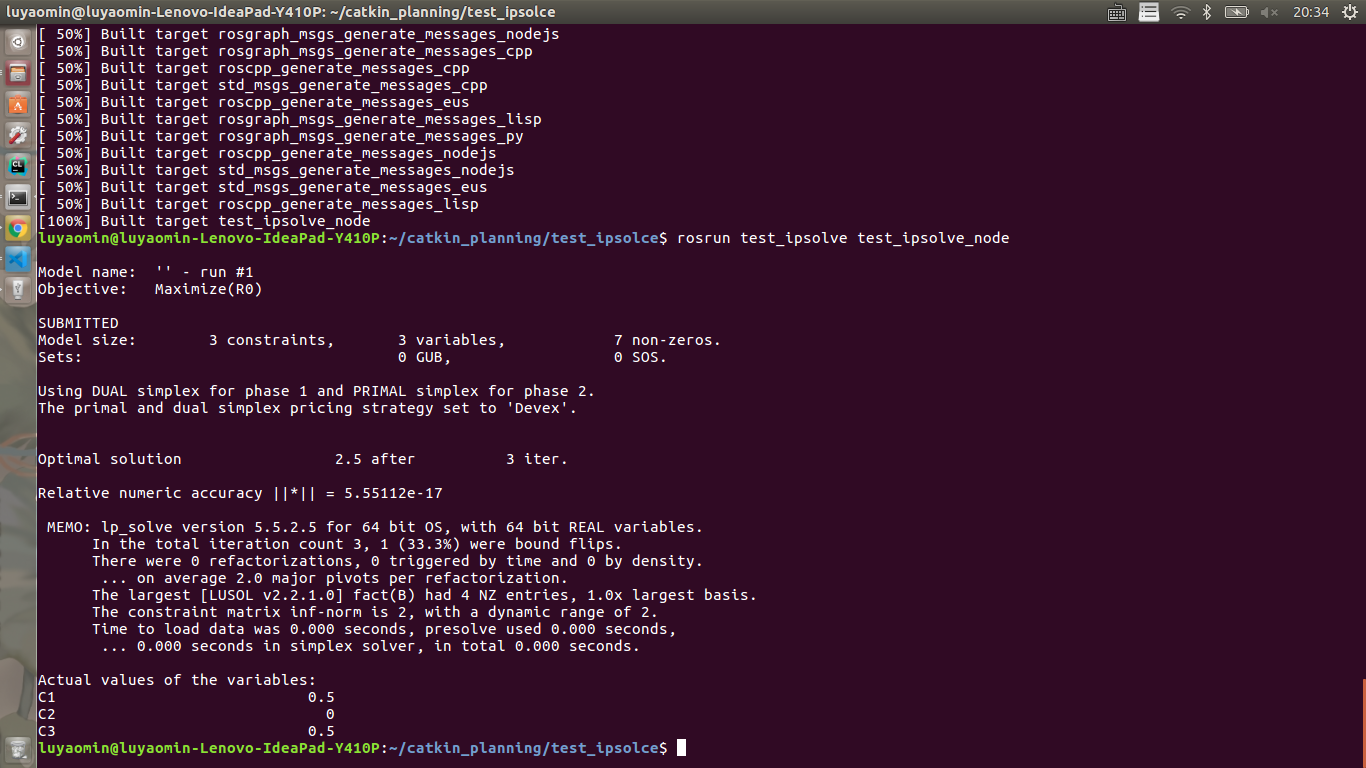 luyaomin@luyaomin-Lenovo-IdeaPad-Y410P: ~/catkin_planning/test_ipsolce 20:34
[ 50%] Built target rosgraph_msgs_generate_messages_nodejs
[ 50%] Built target rosgraph_msgs_generate_messages_cpp
[ 50%] Built target roscpp_generate_messages_cpp
[ 50%] Built target std_msgs_generate_messages_cpp
[ 50%] Built target roscpp_generate_messages_eus
[ 50%] Built target rosgraph_msgs_generate_messages_lisp
[ 50%] Built target rosgraph_msgs_generate_messages_py
[ 50%] Built target roscpp_generate_messages_nodejs
[ 50%] Built target std_msgs_generate_messages_nodejs
[ 50%] Built target std_msgs_generate_messages_eus
[ 50%] Built target roscpp_generate_messages_lisp
[100%] Built target test_ipsolve_node
luyaomin@luyaomin-Lenovo-IdeaPad-Y410P:~/catkin_planning/test_ipsolce$ rosrun test_ipsolve test_ipsolve_node
Model name:  '' - run #1
Objective:   Maximize(R0)
SUBMITTED
Model size:        3 constraints,       3 variables,            7 non-zeros.
Sets:                                   0 GUB,                  0 SOS.
Using DUAL simplex for phase 1 and PRIMAL simplex for phase 2.
The primal and dual simplex pricing strategy set to 'Devex'.
Optimal solution                 2.5 after          3 iter.
Relative numeric accuracy ||*|| = 5.55112e-17
MEMO: lp_solve version 5.5.2.5 for 64 bit OS, with 64 bit REAL variables.
In the total iteration count 3, 1 (33.3%) were bound flips.
There were 0 refactorizations, 0 triggered by time and 0 by density.
... on average 2.0 major pivots per refactorization.
The largest [LUSOL v2.2.1.0] fact(B) had 4 NZ entries, 1.0x largest basis.
The constraint matrix inf-norm is 2, with a dynamic range of 2.
Time to load data was 0.000 seconds, presolve used 0.000 seconds,
... 0.000 seconds in simplex solver, in total 0.000 seconds.
Actual values of the variables:
C1                            0.5
C2                              0
C3                            0.5
luyaomin@luyaomin-Lenovo-IdeaPad-Y410P:~/catkin_planning/test_ipsolce$